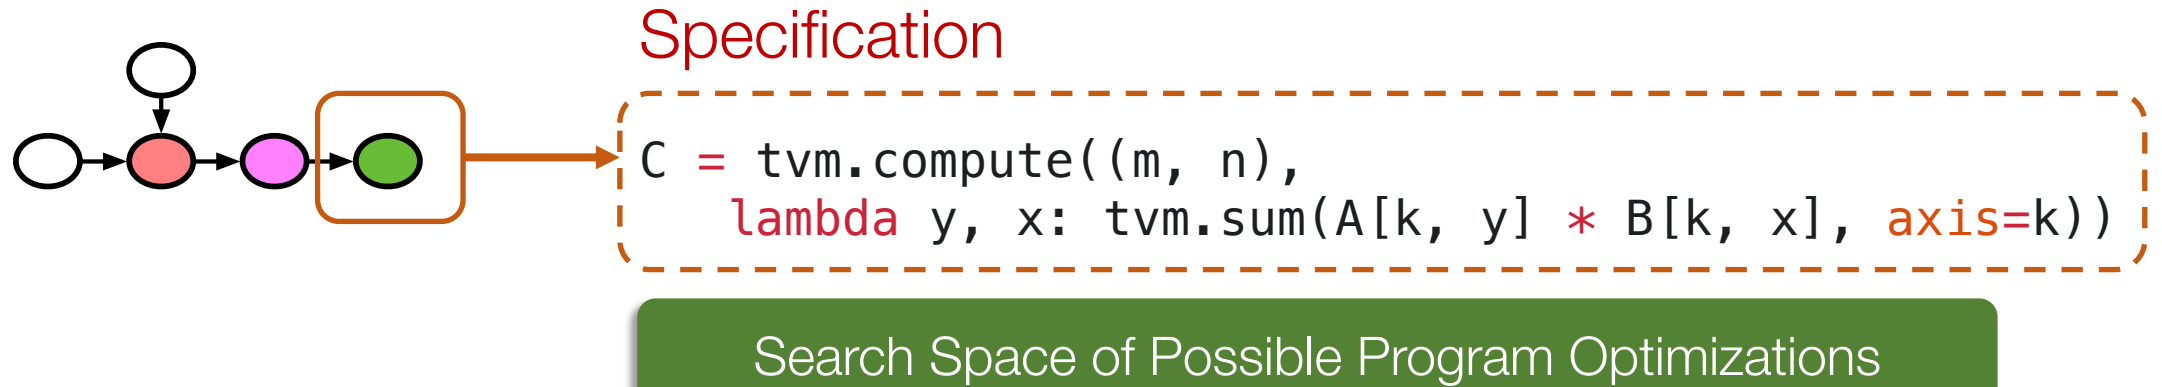 Specification
C = tvm.compute((m, n),
lambda y, x: tvm.sum(A[k, y] * B[k, x], axis=k))
Search Space of Possible Program Optimizations